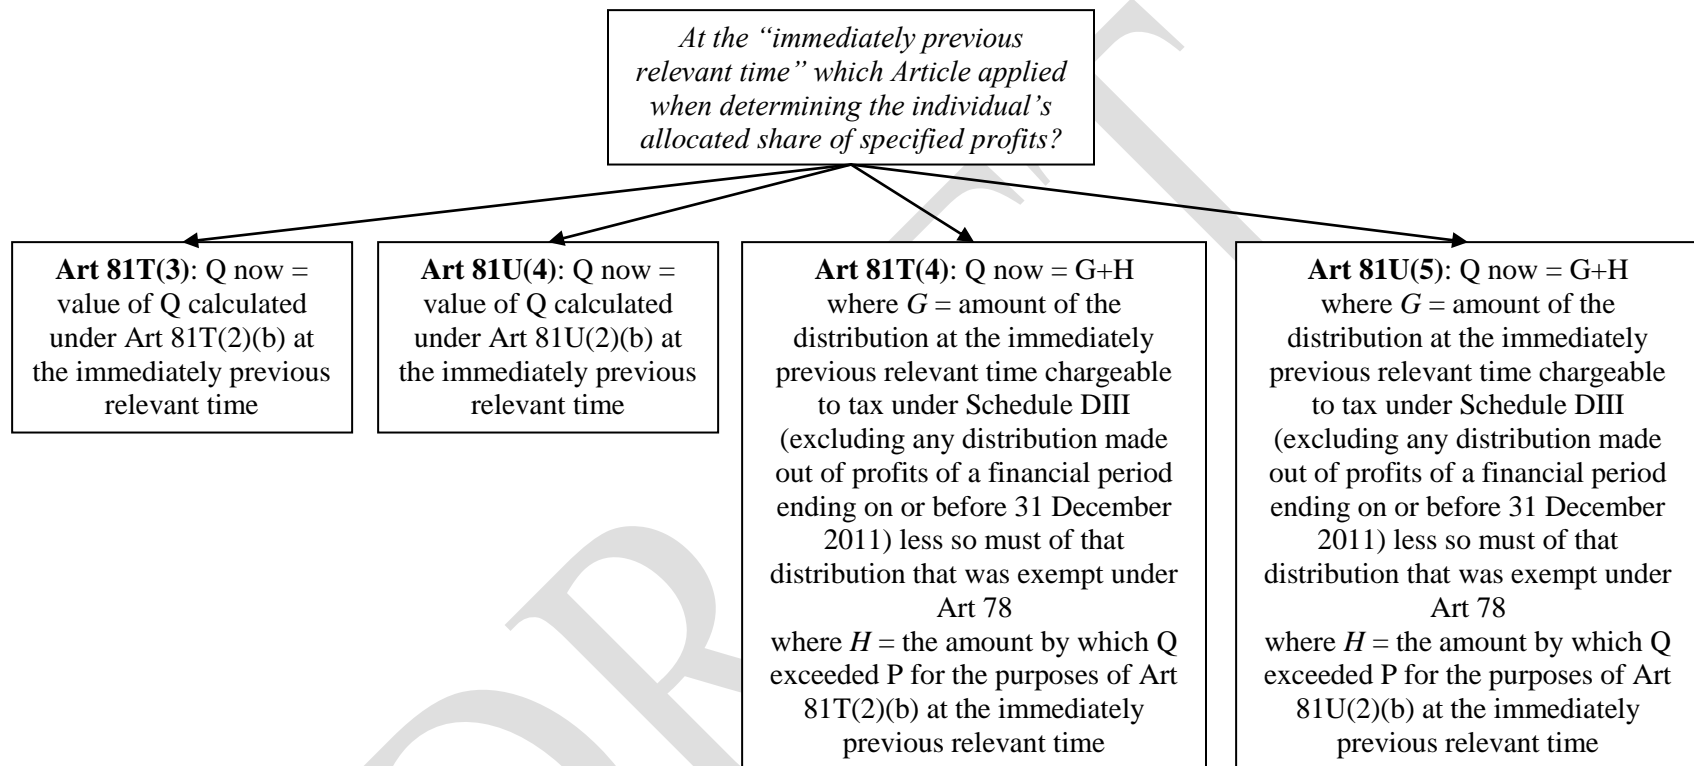 At the “immediately previous
relevant time” which Article applied
when determining the individual’s
allocated share of specified profits?
Art 81T(3): Q now =
value of Q calculated
under Art 81T(2)(b) at
the immediately previous
relevant time
Art 81U(4): Q now =
value of Q calculated
under Art 81U(2)(b) at
the immediately previous
relevant time
Art 81T(4): Q now = G+H
where G = amount of the
distribution at the immediately
previous relevant time chargeable
to tax under Schedule DIII
(excluding any distribution made
out of profits of a financial period
ending on or before 31 December
2011) less so must of that
distribution that was exempt under
Art 78
where H = the amount by which Q
exceeded P for the purposes of Art
81T(2)(b) at the immediately
previous relevant time
Art 81U(5): Q now = G+H
where G = amount of the
distribution at the immediately
previous relevant time chargeable
to tax under Schedule DIII
(excluding any distribution made
out of profits of a financial period
ending on or before 31 December
2011) less so must of that
distribution that was exempt under
Art 78
where H = the amount by which Q
exceeded P for the purposes of Art
81U(2)(b) at the immediately
previous relevant time